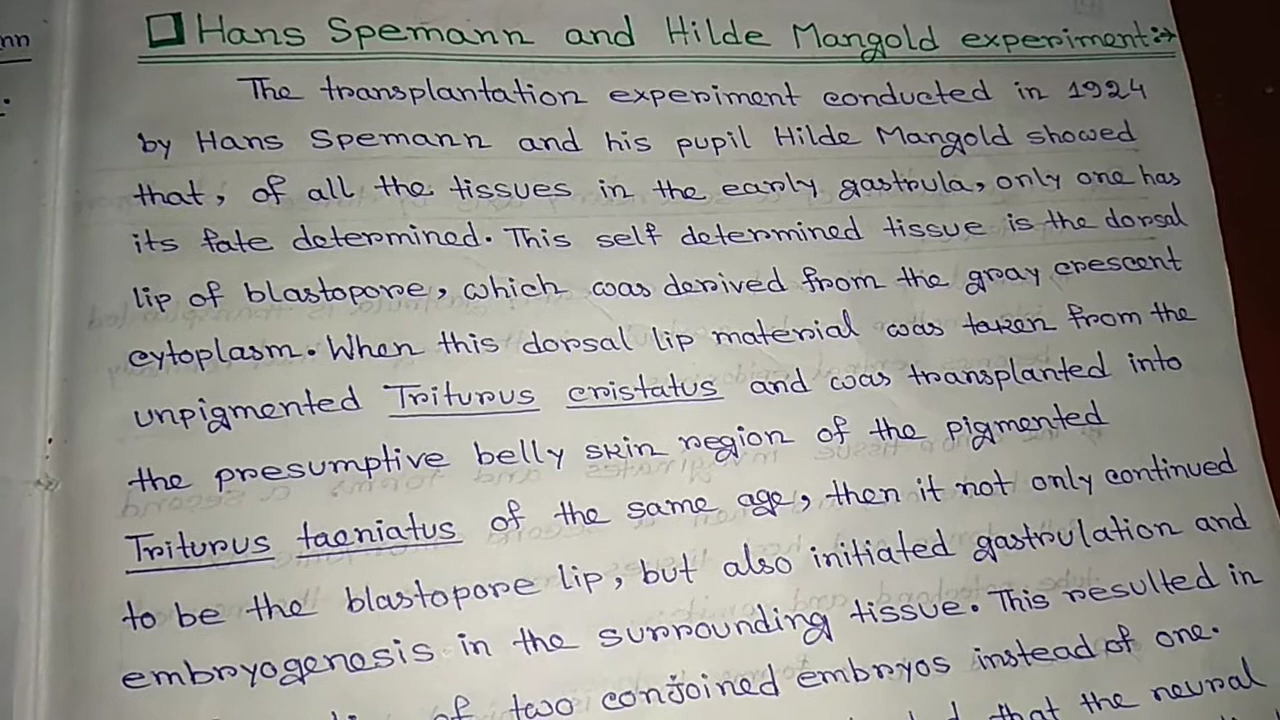 nn
Hans Spemann and Hilde Mangold experiment:→
The transplantation experiment conducted in 1924
by Hans Spemann and his pupil Hilde Mangold showed
that, of all the tissues in the early gastrula, only one has
its fate determined. This self determined tissue is the dorsal
lip of blastopore, which was derived from the gray crescent
cytoplasm. When this dorsal lip material was taken from the
unpigmented Triturus cristatus and was transplanted into
the presumptive belly skin region of the pigmented
Triturus taeniatus of the same age, then it not only continued
to be the blastopore lip, but also initiated gastrulation and
embryogenesis in the surrounding tissue. This resulted in
of two conjoined embryos instead of one.
that the neural